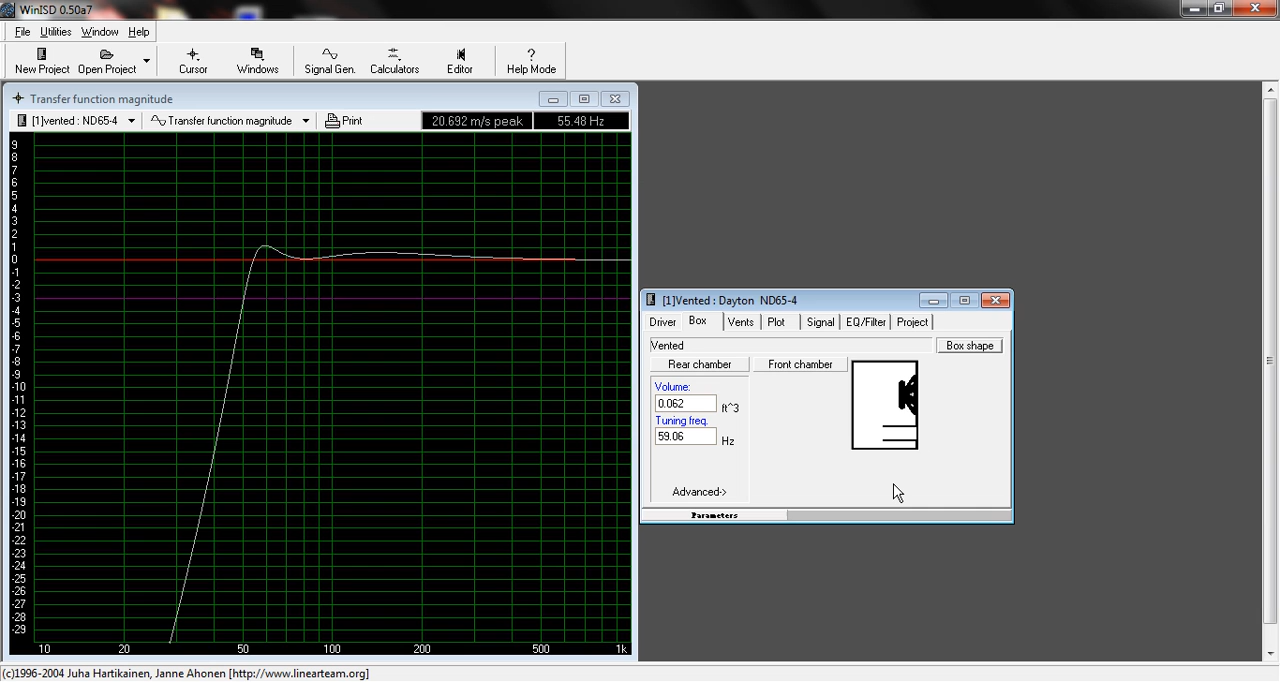 WinISD 0.50a7
File Utilities Window Help
New Project Open Project Cursor Windows Signal Gen. Calculators Editor Help Mode
Transfer function magnitude
[1]vented : ND65-4 Transfer function magnitude Print 20.692 m/s peak 55.48 Hz
9
8
7
6
5
4
3
2
1
0
-1
-2
-3
-4
-5
-6
-7
-8
-9
-10
-11
-12
-13
-14
-15
-16
-17
-18
-19
-20
-21
-22
-23
-24
-25
-26
-27
-28
-29
10 20 50 100 200 500 1k
[1]Vented : Dayton ND65-4
Driver Box Vents Plot Signal EQ/Filter Project
Vented Box shape
Rear chamber Front chamber
Volume:
0.062 ft^3
Tuning freq.
59.06 Hz
Advanced->
Parameters
(c)1996-2004 Juha Hartikainen, Janne Ahonen [http://www.linearteam.org]